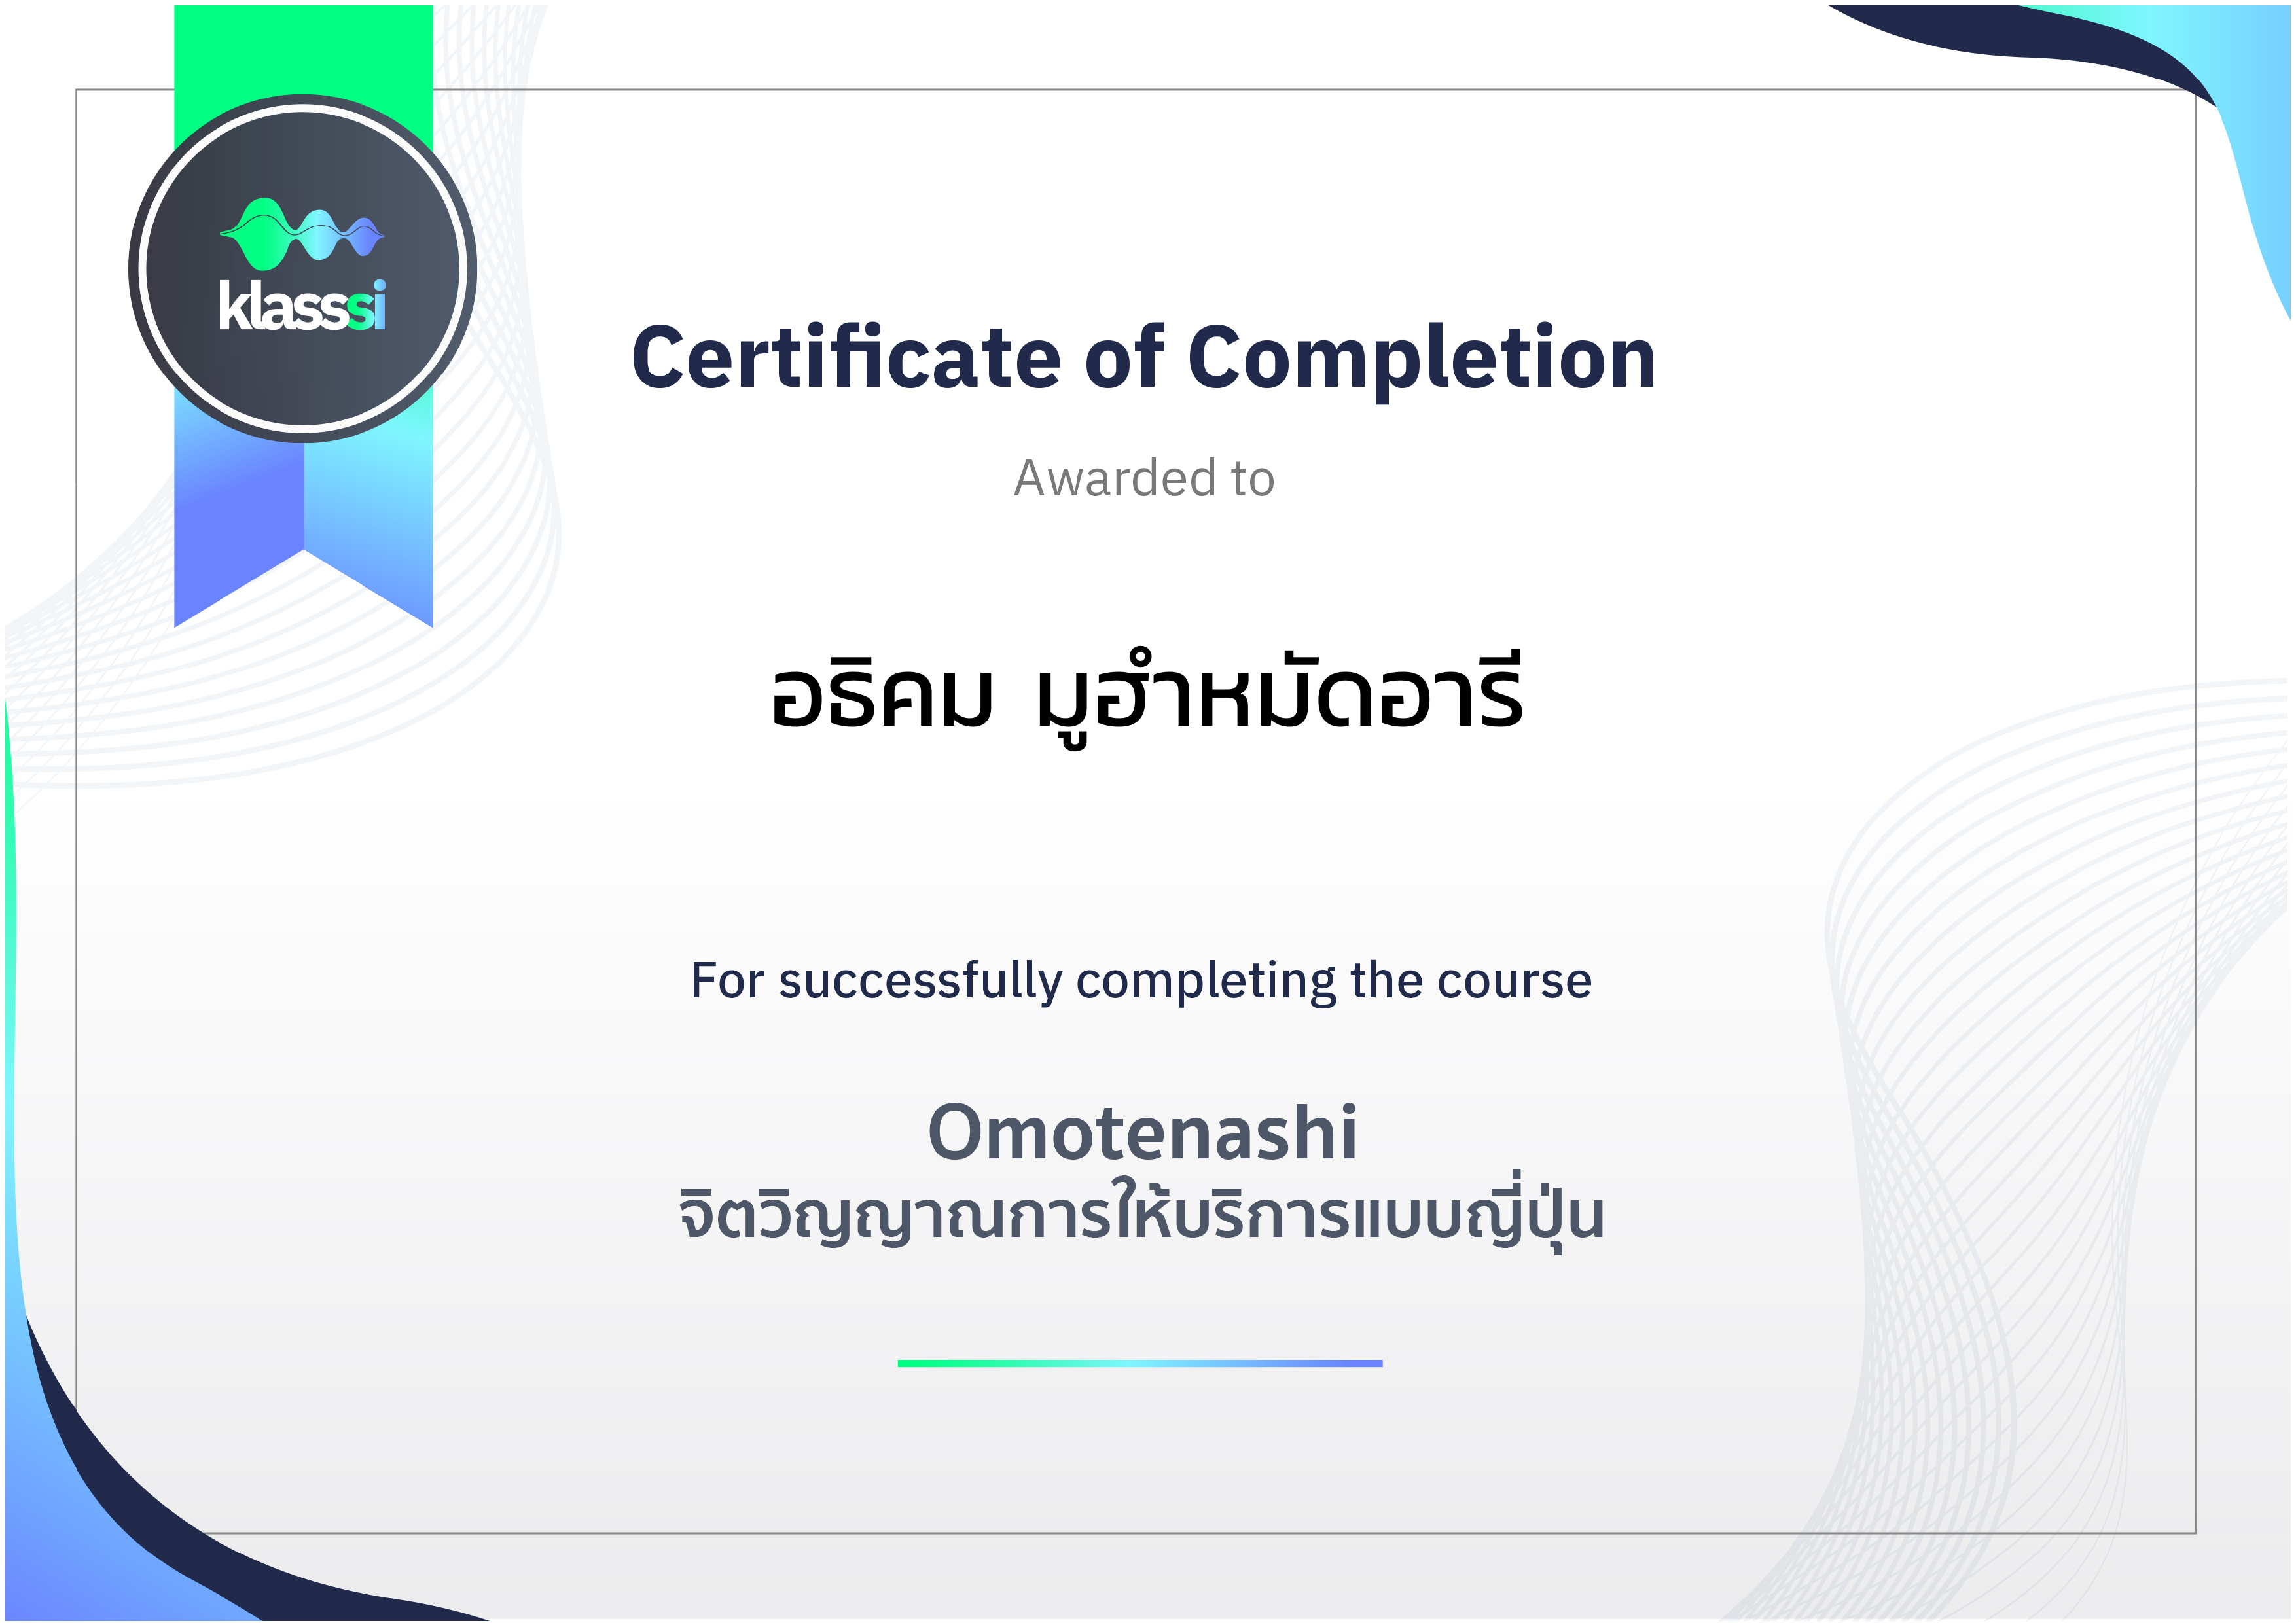 klasssi
Certificate of Completion
Awarded to
อธิคม มูฮำหมัดอารี
For successfully completing the course
Omotenashi
จิตวิญญาณการให้บริการแบบญี่ปุ่น